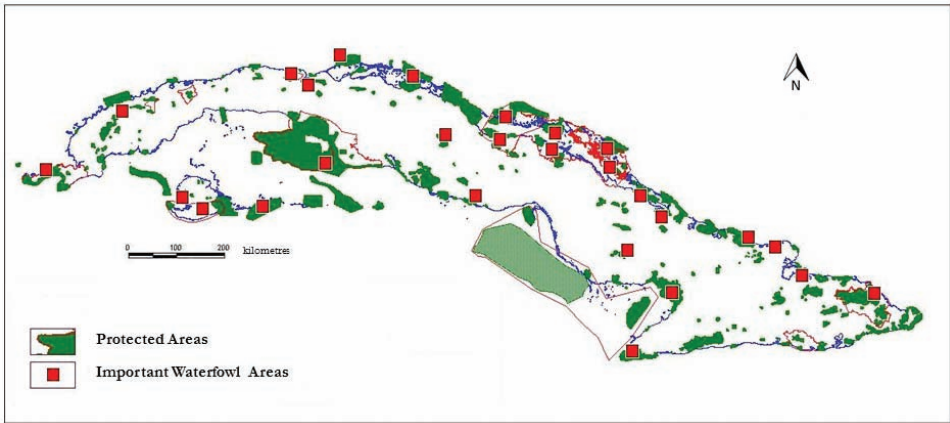 N
0 100 200
kilometres
Protected Areas
Important Waterfowl Areas